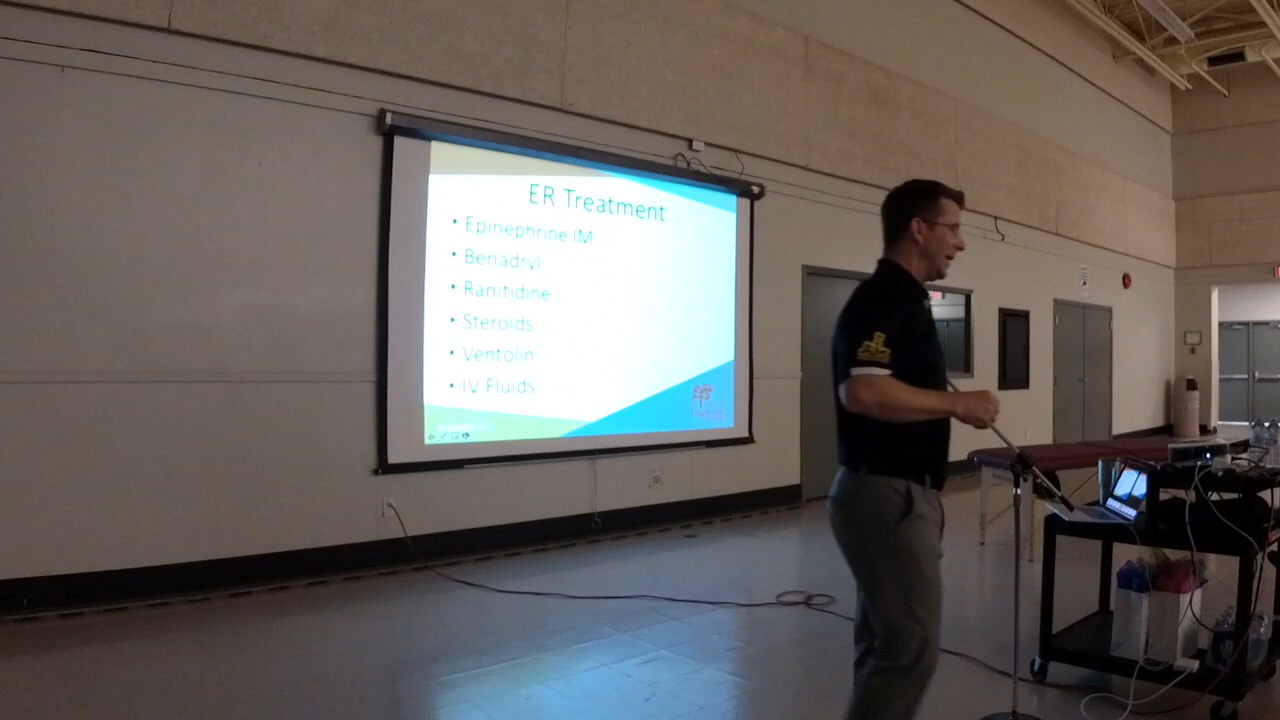 ER Treatment
• Epinephrine IM
• Benadryl
• Ranitidine
• Steroids
• Ventolin
• IV Fluids